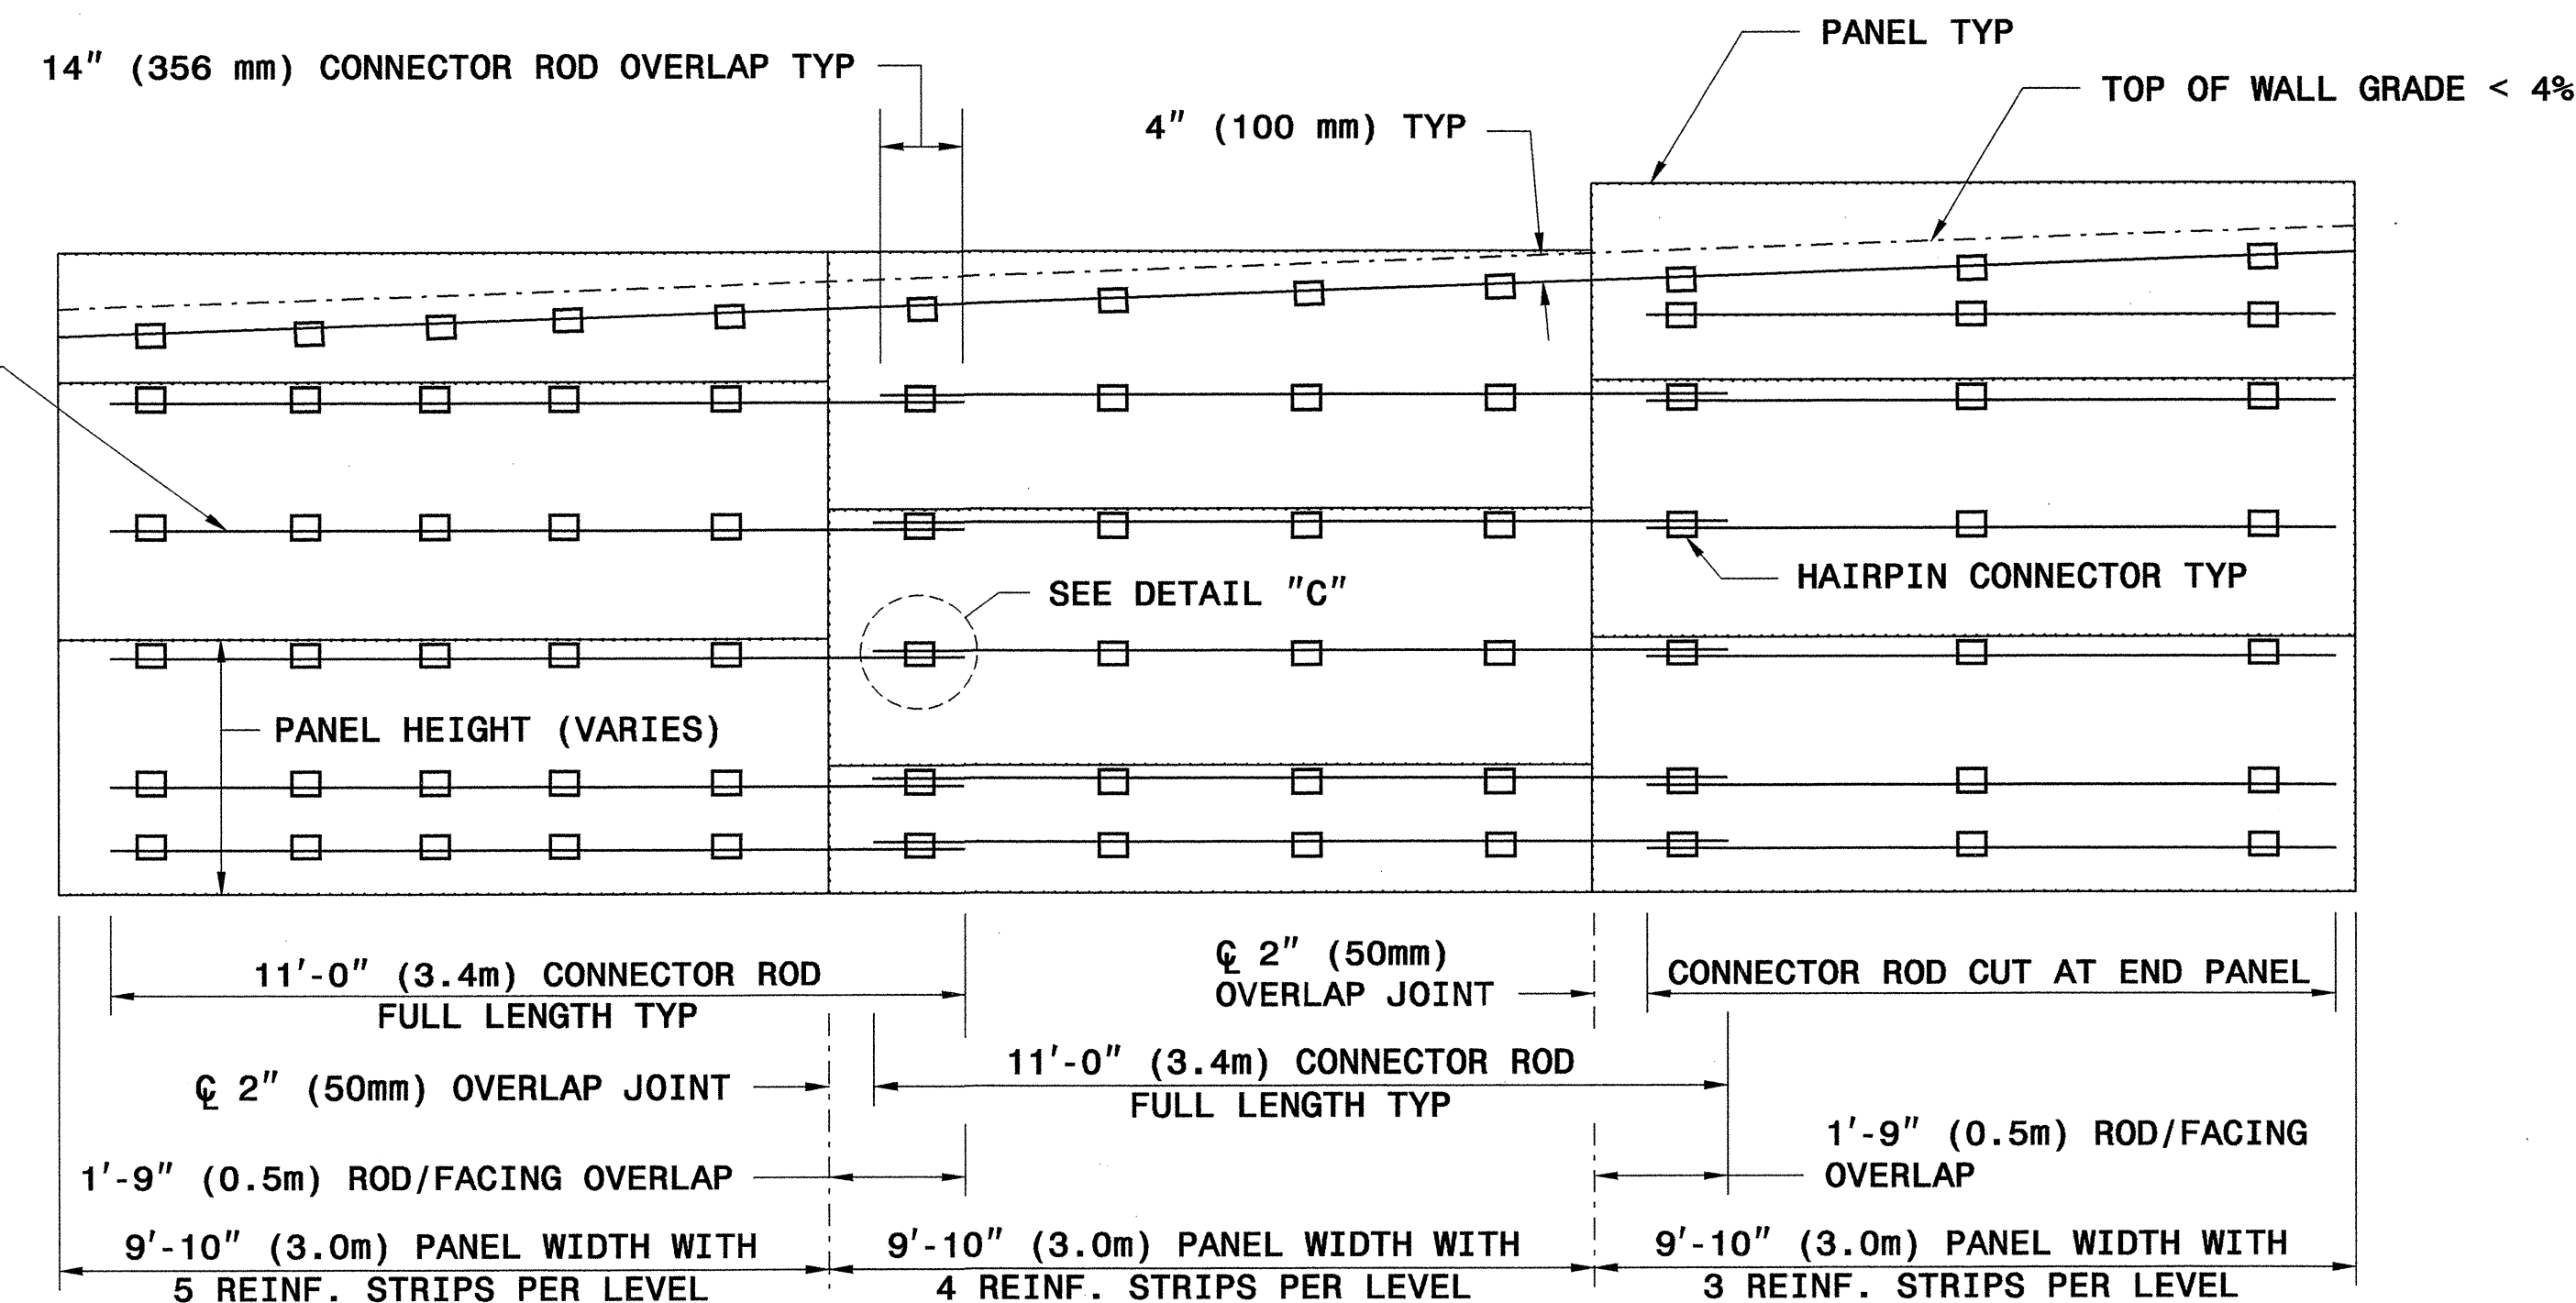 PANEL TYP
14" (356 mm) CONNECTOR ROD OVERLAP TYP
TOP OF WALL GRADE < 4%
4" (100 mm) TYP
HAIRPIN CONNECTOR TYP
SEE DETAIL "C"
PANEL HEIGHT (VARIES)
11'-0" (3.4m) CONNECTOR ROD
FULL LENGTH TYP
℄ 2" (50mm)
OVERLAP JOINT
CONNECTOR ROD CUT AT END PANEL
℄ 2" (50mm) OVERLAP JOINT
11'-0" (3.4m) CONNECTOR ROD
FULL LENGTH TYP
1'-9" (0.5m) ROD/FACING OVERLAP
1'-9" (0.5m) ROD/FACING
OVERLAP
9'-10" (3.0m) PANEL WIDTH WITH
5 REINF. STRIPS PER LEVEL
9'-10" (3.0m) PANEL WIDTH WITH
4 REINF. STRIPS PER LEVEL
9'-10" (3.0m) PANEL WIDTH WITH
3 REINF. STRIPS PER LEVEL